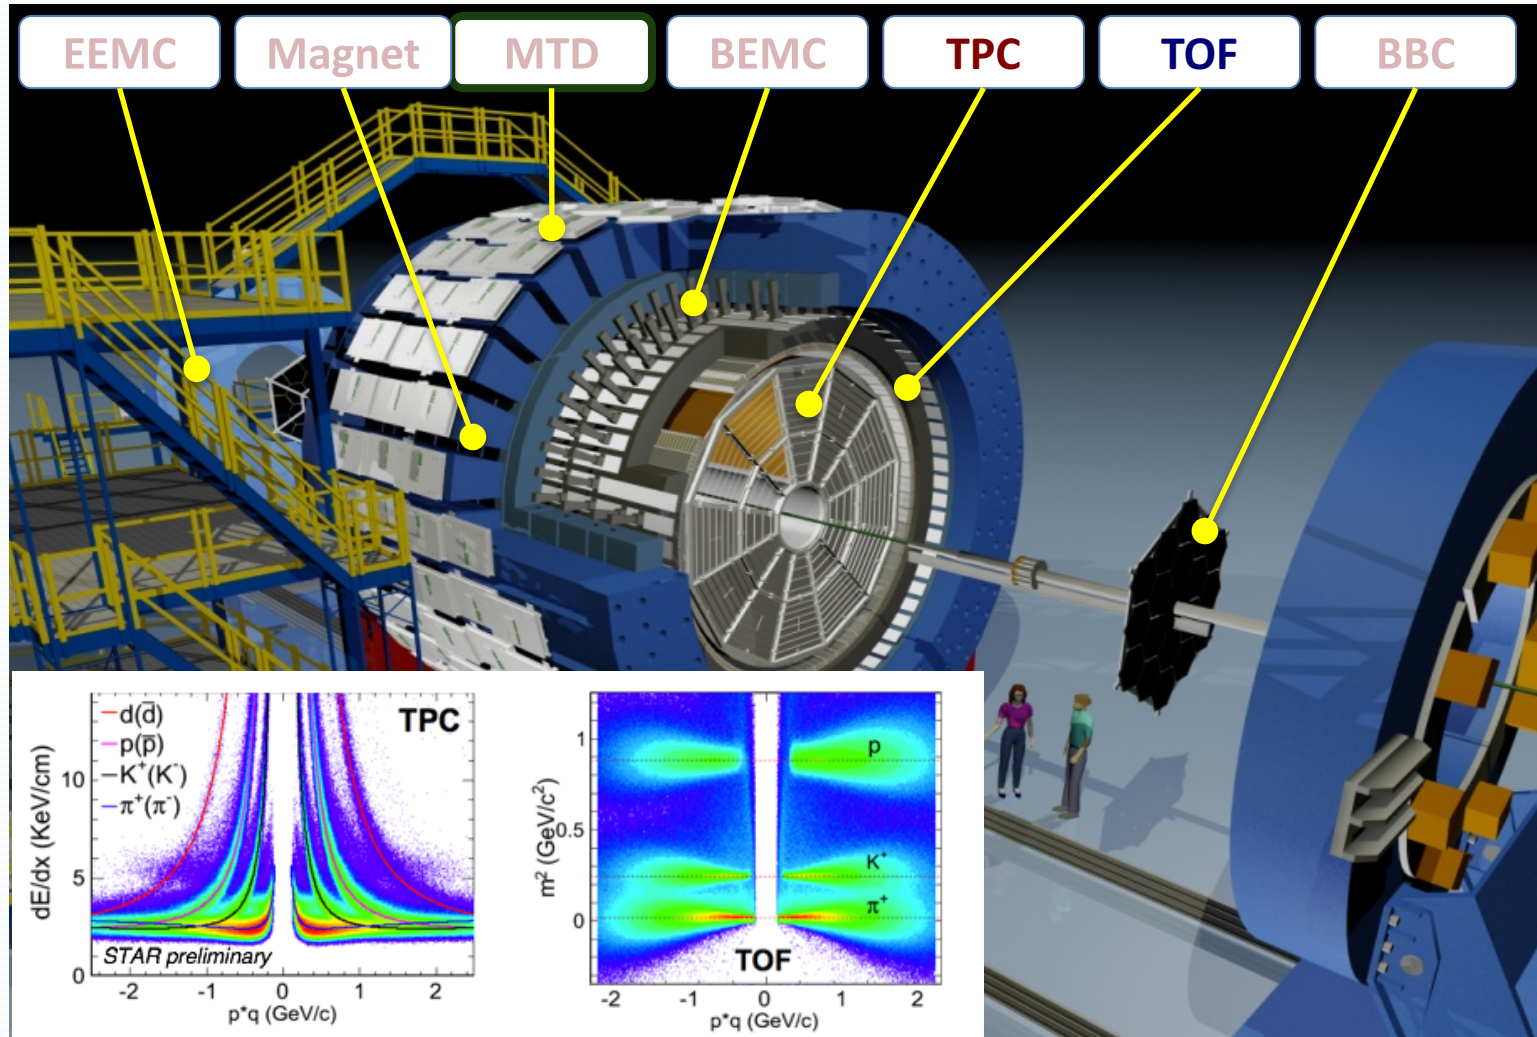 EEMC
Magnet
MTD
BEMC
TPC
TOF
BBC
d(d̅)
p(p̅)
K⁺(K⁻)
π⁺(π⁻)
TPC
10
5
0
dE/dx (KeV/cm)
STAR preliminary
-2 -1 0 1 2
p*q (GeV/c)
1
0.5
0
m² (GeV/c²)
p
K⁺
π⁺
TOF
-2 -1 0 1 2
p*q (GeV/c)